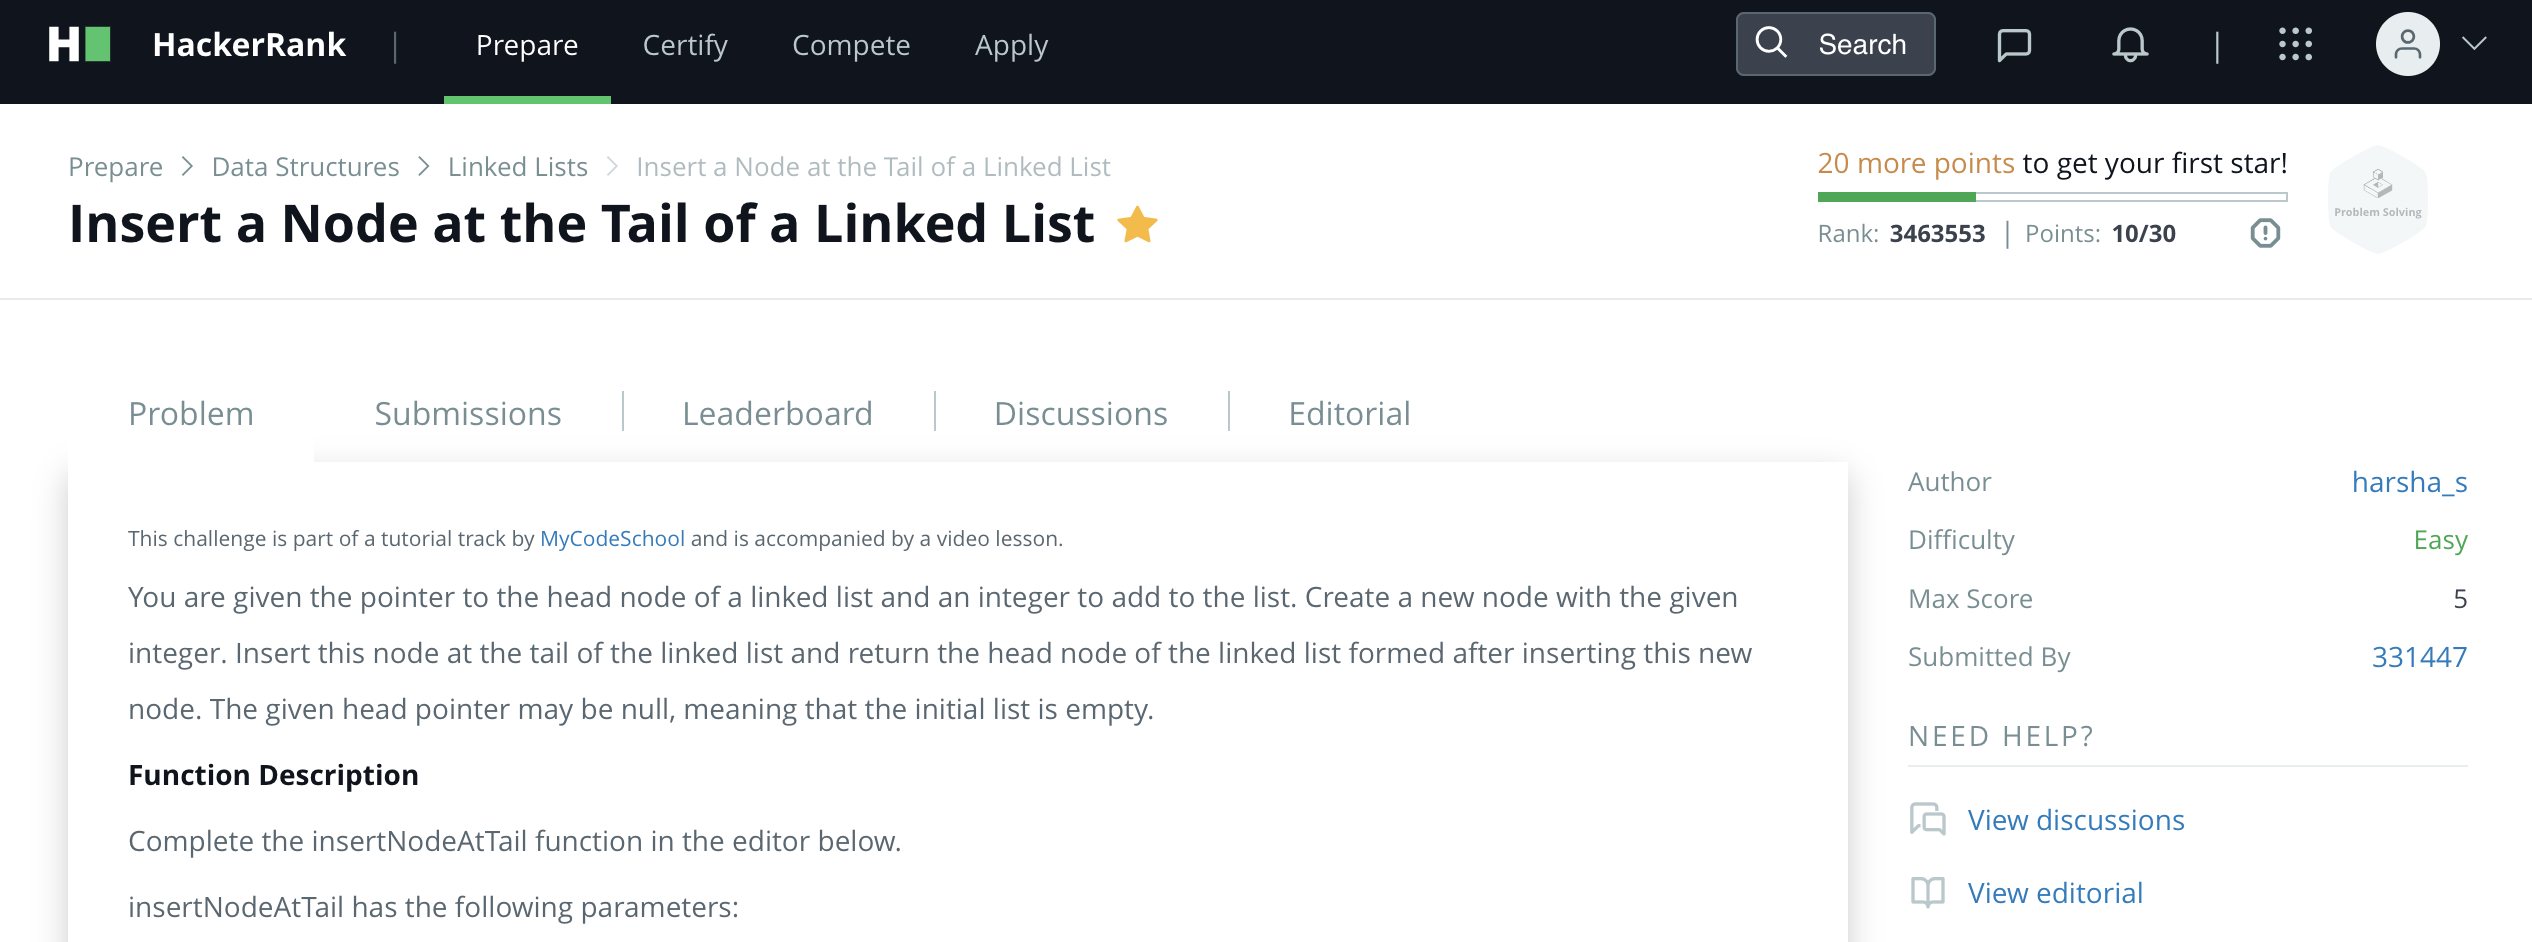 H HackerRank | Prepare Certify Compete Apply Search |
Prepare > Data Structures > Linked Lists > Insert a Node at the Tail of a Linked List
Insert a Node at the Tail of a Linked List
20 more points to get your first star!
Rank: 3463553 | Points: 10/30
Problem Solving
Problem Submissions Leaderboard Discussions Editorial
This challenge is part of a tutorial track by MyCodeSchool and is accompanied by a video lesson.
You are given the pointer to the head node of a linked list and an integer to add to the list. Create a new node with the given
integer. Insert this node at the tail of the linked list and return the head node of the linked list formed after inserting this new
node. The given head pointer may be null, meaning that the initial list is empty.
Function Description
Complete the insertNodeAtTail function in the editor below.
insertNodeAtTail has the following parameters:
Author harsha_s
Difficulty Easy
Max Score 5
Submitted By 331447
NEED HELP?
View discussions
View editorial